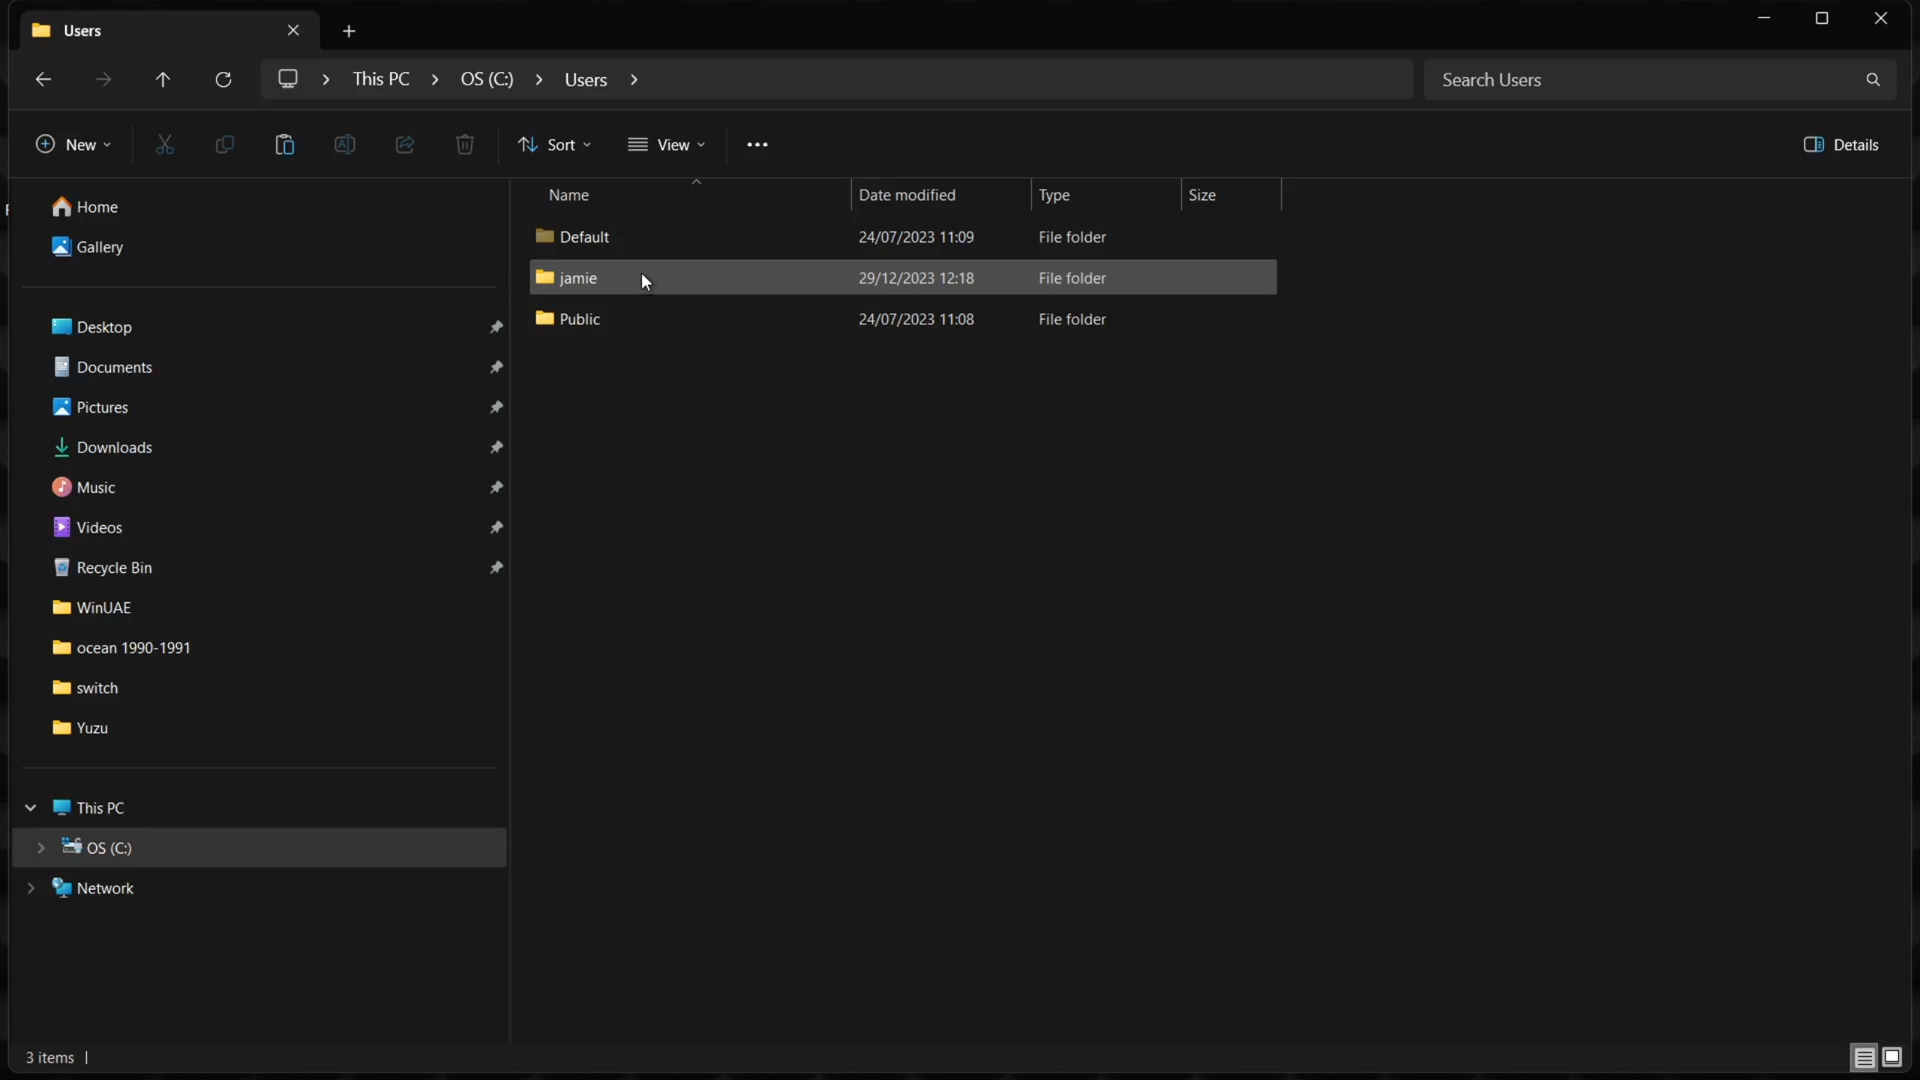 Users
This PC > OS (C:) > Users >
Search Users
New
Sort
View
Details
Home
Gallery
Desktop
Documents
Pictures
Downloads
Music
Videos
Recycle Bin
WinUAE
ocean 1990-1991
switch
Yuzu
This PC
OS (C:)
Network
Name Date modified Type Size
Default 24/07/2023 11:09 File folder
jamie 29/12/2023 12:18 File folder
Public 24/07/2023 11:08 File folder
3 items